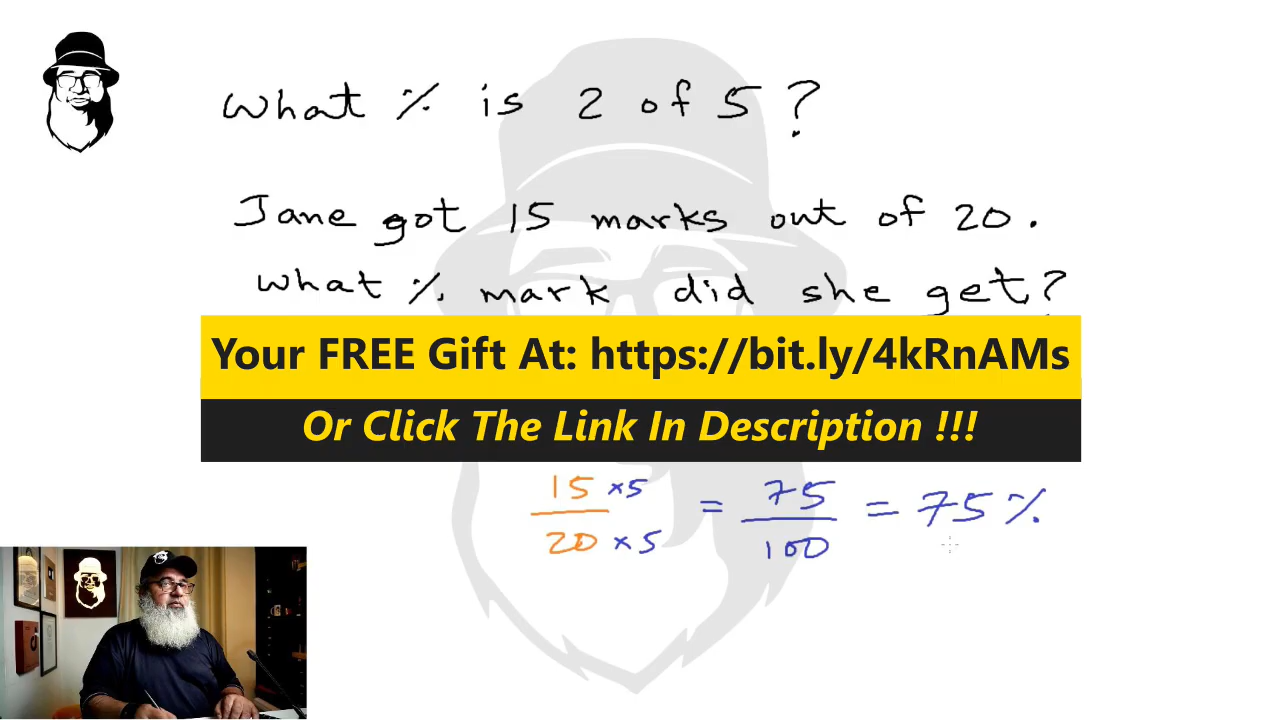 What % is 2 of 5?
Jane got 15 marks out of 20.
What % mark did she get?
Your FREE Gift At: https://bit.ly/4kRnAMs
Or Click The Link In Description !!!
15 ×5 = 75 = 75%
20 ×5 100